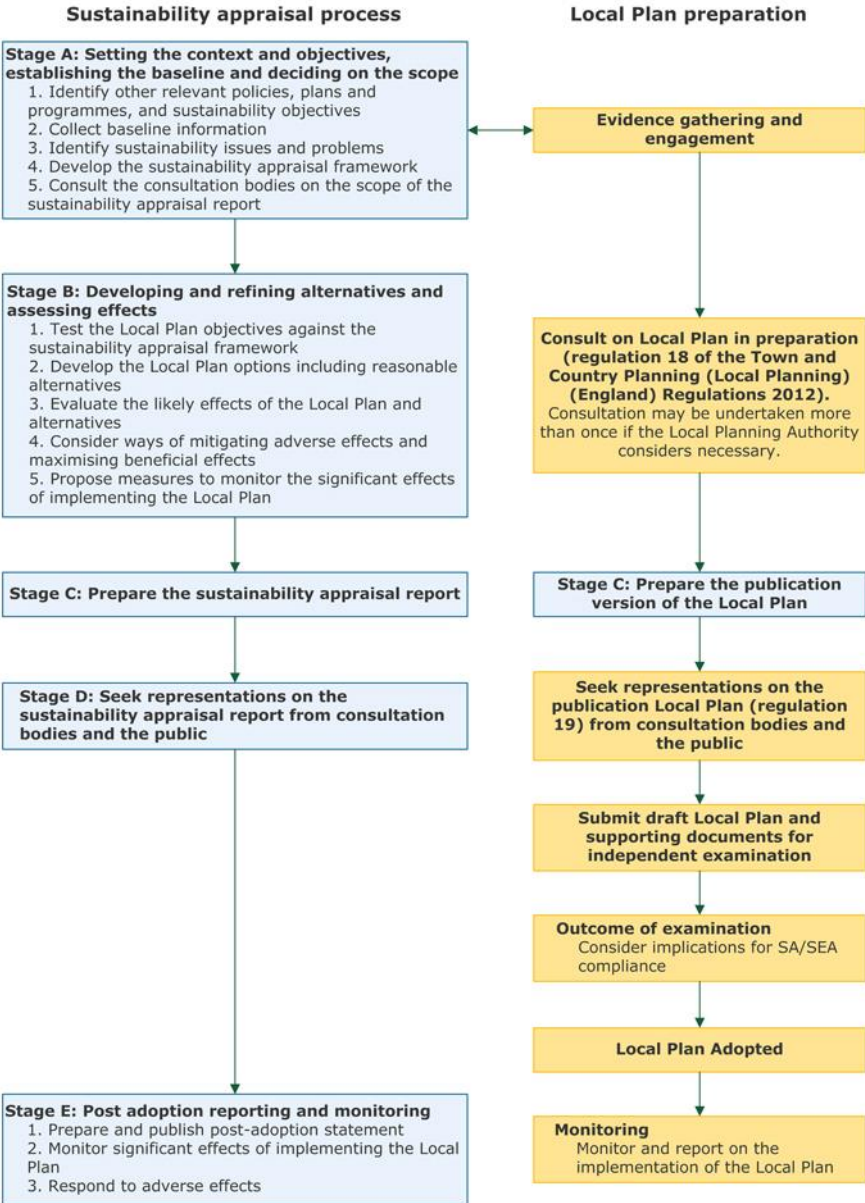 Sustainability appraisal process
Local Plan preparation
Stage A: Setting the context and objectives,
establishing the baseline and deciding on the scope
1. Identify other relevant policies, plans and
programmes, and sustainability objectives
2. Collect baseline information
3. Identify sustainability issues and problems
4. Develop the sustainability appraisal framework
5. Consult the consultation bodies on the scope of the
sustainability appraisal report
Evidence gathering and
engagement
Stage B: Developing and refining alternatives and
assessing effects
1. Test the Local Plan objectives against the
sustainability appraisal framework
2. Develop the Local Plan options including reasonable
alternatives
3. Evaluate the likely effects of the Local Plan and
alternatives
4. Consider ways of mitigating adverse effects and
maximising beneficial effects
5. Propose measures to monitor the significant effects
of implementing the Local Plan
Consult on Local Plan in preparation
(regulation 18 of the Town and
Country Planning (Local Planning)
(England) Regulations 2012).
Consultation may be undertaken more
than once if the Local Planning Authority
considers necessary.
Stage C: Prepare the sustainability appraisal report
Stage C: Prepare the publication
version of the Local Plan
Stage D: Seek representations on the
sustainability appraisal report from consultation
bodies and the public
Seek representations on the
publication Local Plan (regulation
19) from consultation bodies and
the public
Submit draft Local Plan and
supporting documents for
independent examination
Outcome of examination
Consider implications for SA/SEA
compliance
Local Plan Adopted
Stage E: Post adoption reporting and monitoring
1. Prepare and publish post-adoption statement
2. Monitor significant effects of implementing the Local
Plan
3. Respond to adverse effects
Monitoring
Monitor and report on the
implementation of the Local Plan